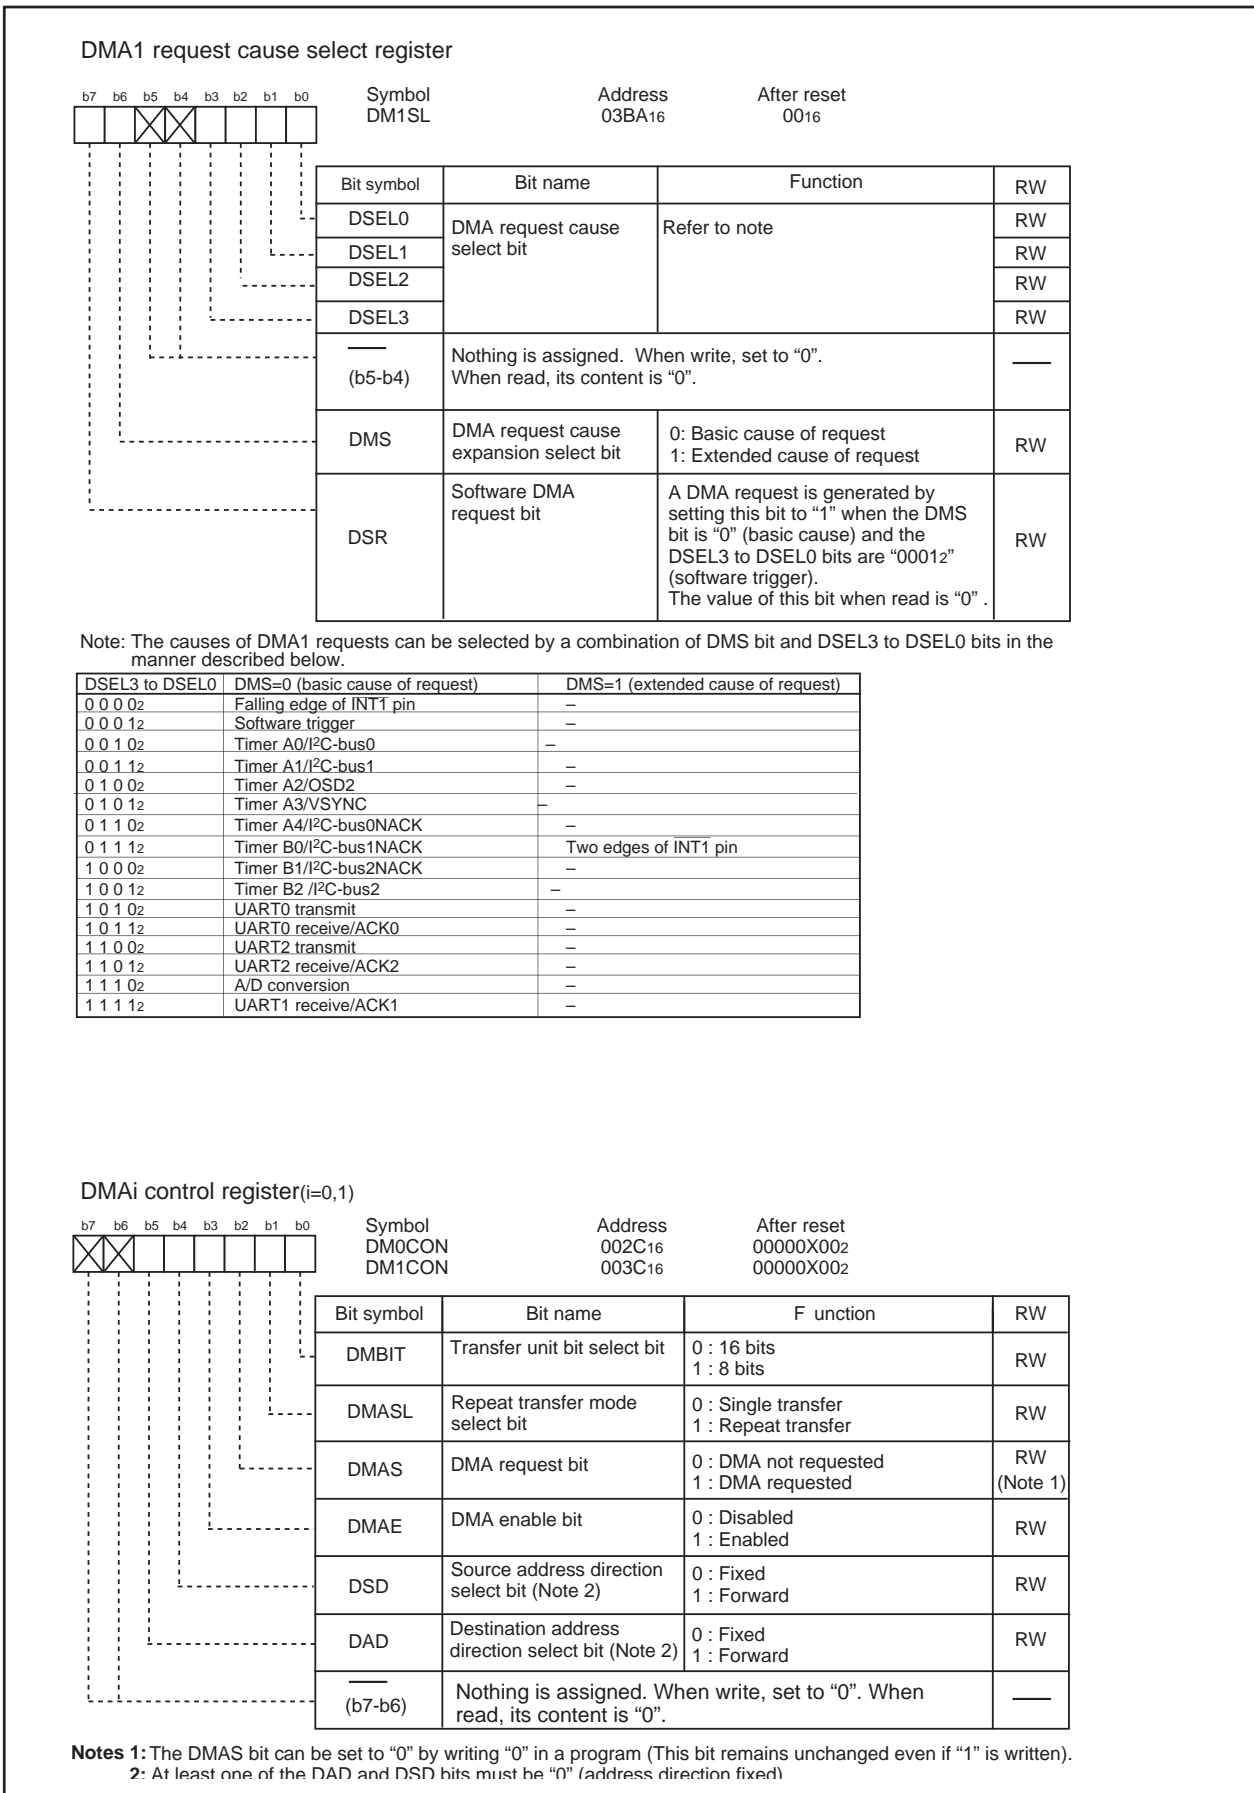 DMA1 request cause select register
b7 b6 b5 b4 b3 b2 b1 b0
Symbol Address After reset
DM1SL 03BA16 0016
Bit symbol Bit name Function RW
DSEL0 DMA request cause select bit Refer to note RW
DSEL1 RW
DSEL2 RW
DSEL3 RW
(b5-b4) Nothing is assigned. When write, set to “0”. —
When read, its content is “0”.
DMS DMA request cause expansion select bit 0: Basic cause of request RW
1: Extended cause of request
DSR Software DMA request bit A DMA request is generated by RW
setting this bit to “1” when the DMS
bit is “0” (basic cause) and the
DSEL3 to DSEL0 bits are “00012”
(software trigger).
The value of this bit when read is “0” .
Note: The causes of DMA1 requests can be selected by a combination of DMS bit and DSEL3 to DSEL0 bits in the
manner described below.
DSEL3 to DSEL0 DMS=0 (basic cause of request) DMS=1 (extended cause of request)
0 0 0 02 Falling edge of INT1 pin –
0 0 0 12 Software trigger –
0 0 1 02 Timer A0/I2C-bus0 –
0 0 1 12 Timer A1/I2C-bus1 –
0 1 0 02 Timer A2/OSD2 –
0 1 0 12 Timer A3/VSYNC –
0 1 1 02 Timer A4/I2C-bus0NACK –
0 1 1 12 Timer B0/I2C-bus1NACK Two edges of INT1 pin
1 0 0 02 Timer B1/I2C-bus2NACK –
1 0 0 12 Timer B2 /I2C-bus2 –
1 0 1 02 UART0 transmit –
1 0 1 12 UART0 receive/ACK0 –
1 1 0 02 UART2 transmit –
1 1 0 12 UART2 receive/ACK2 –
1 1 1 02 A/D conversion –
1 1 1 12 UART1 receive/ACK1 –
DMAi control register(i=0,1)
b7 b6 b5 b4 b3 b2 b1 b0
Symbol Address After reset
DM0CON 002C16 00000X002
DM1CON 003C16 00000X002
Bit symbol Bit name F unction RW
DMBIT Transfer unit bit select bit 0 : 16 bits RW
1 : 8 bits
DMASL Repeat transfer mode select bit 0 : Single transfer RW
1 : Repeat transfer
DMAS DMA request bit 0 : DMA not requested RW
1 : DMA requested (Note 1)
DMAE DMA enable bit 0 : Disabled RW
1 : Enabled
DSD Source address direction select bit (Note 2) 0 : Fixed RW
1 : Forward
DAD Destination address direction select bit (Note 2) 0 : Fixed RW
1 : Forward
(b7-b6) Nothing is assigned. When write, set to “0”. When —
read, its content is “0”.
Notes 1: The DMAS bit can be set to “0” by writing “0” in a program (This bit remains unchanged even if “1” is written).
2: At least one of the DAD and DSD bits must be “0” (address direction fixed)